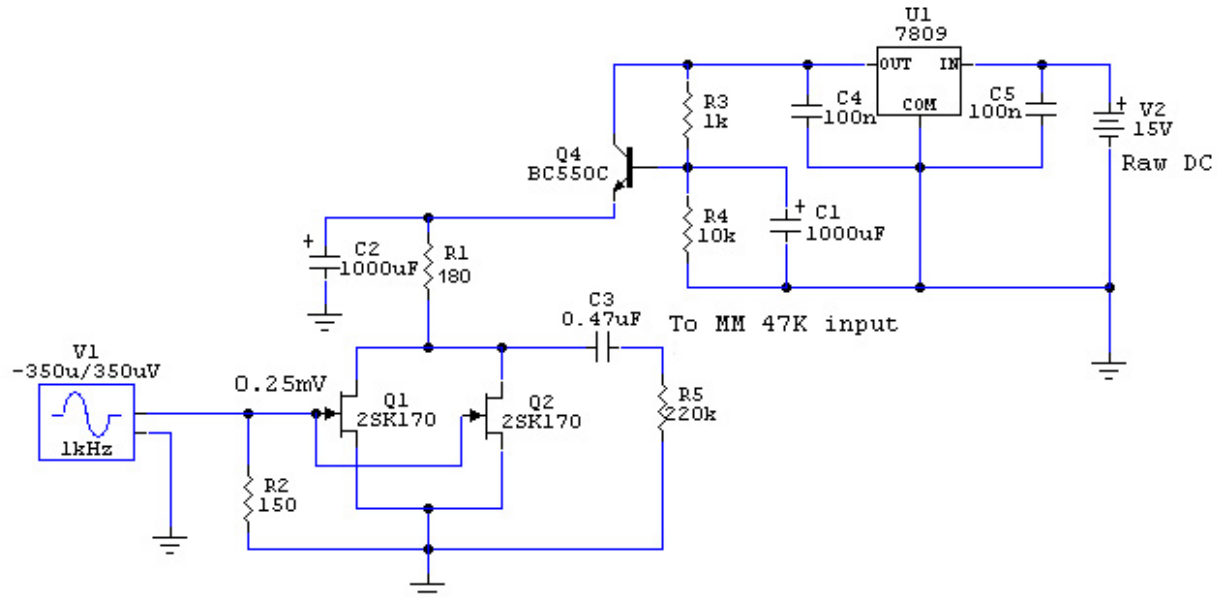 U1
7809
OUT IN
COM
C4
100n
C5
100n
+
V2
15V
Raw DC
R3
1k
Q4
BC550C
R4
10k
+
C1
1000uF
+
C2
1000uF
R1
180
C3
0.47uF
To MM 47K input
V1
-350u/350uV
1kHz
0.25mV
Q1
2SK170
Q2
2SK170
R5
220k
R2
150